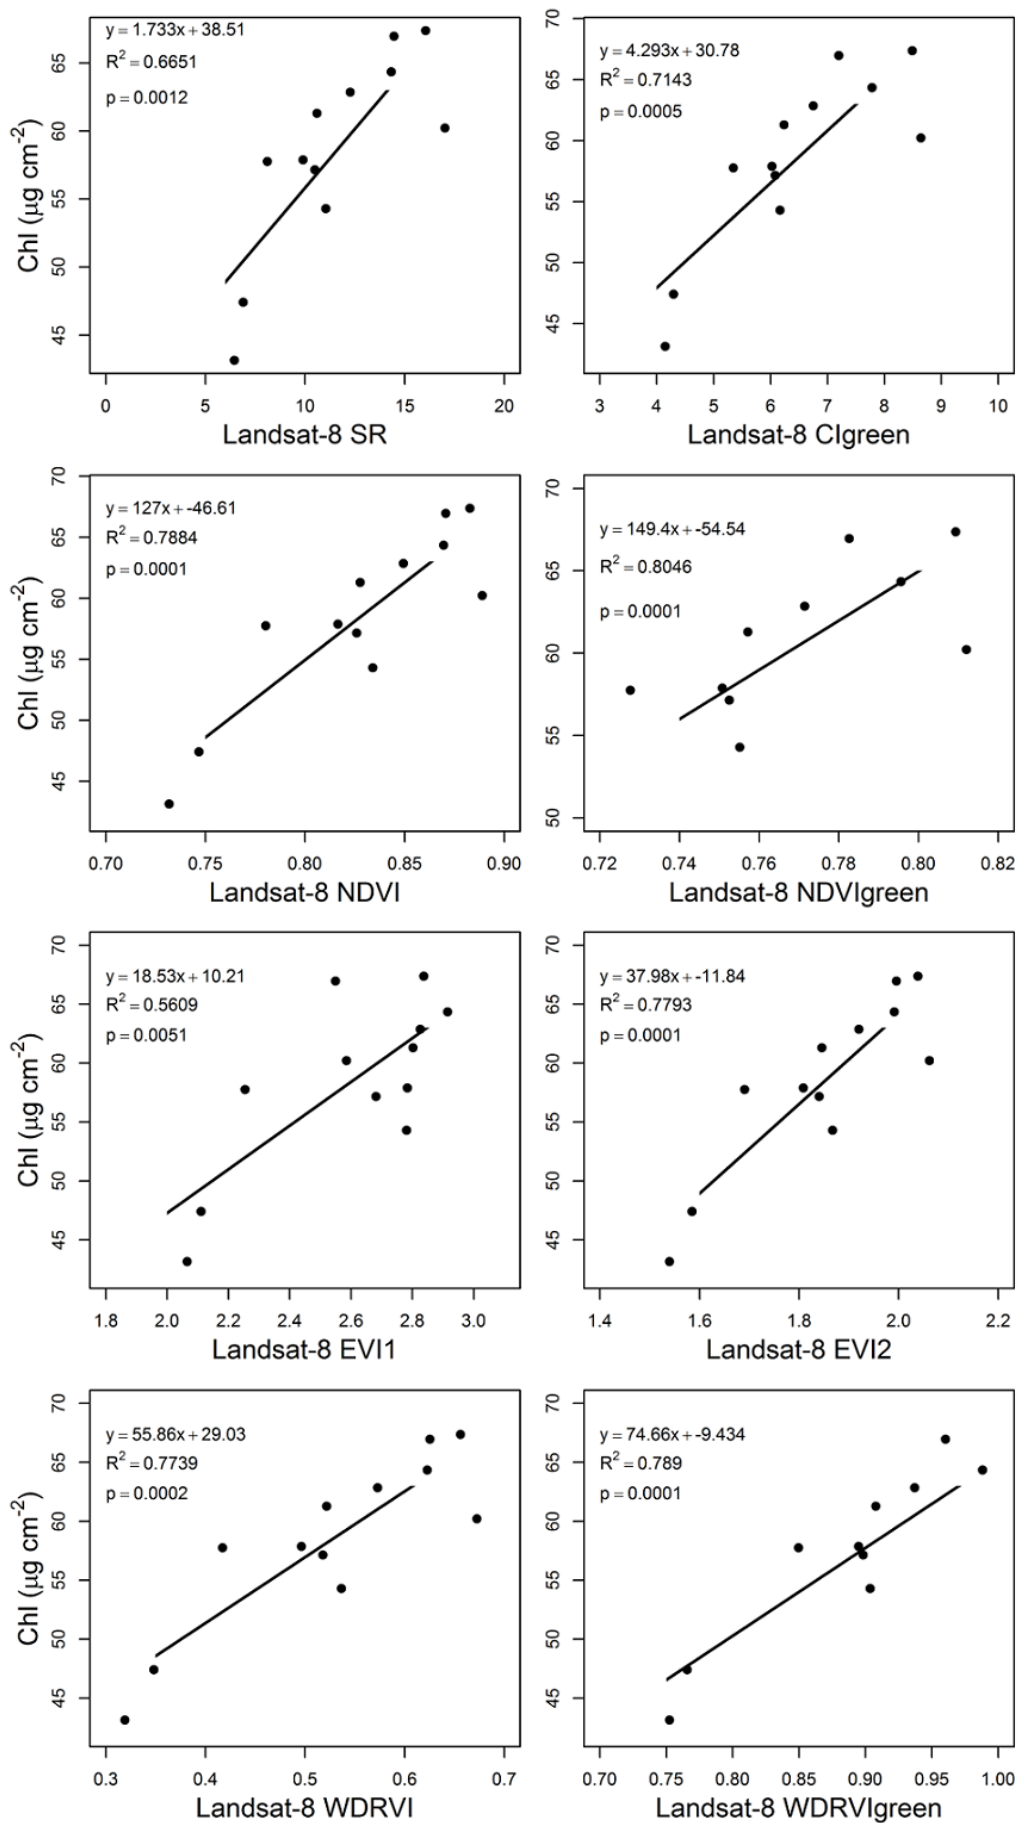 y = 1.733x + 38.51
R² = 0.6651
p = 0.0012
Chl (μg cm⁻²)
45 50 55 60 65
0 5 10 15 20
Landsat-8 SR
y = 4.293x + 30.78
R² = 0.7143
p = 0.0005
45 50 55 60 65 70
3 4 5 6 7 8 9 10
Landsat-8 CIgreen
y = 127x + -46.61
R² = 0.7884
p = 0.0001
Chl (μg cm⁻²)
45 50 55 60 65 70
0.70 0.75 0.80 0.85 0.90
Landsat-8 NDVI
y = 149.4x + -54.54
R² = 0.8046
p = 0.0001
50 55 60 65 70
0.72 0.74 0.76 0.78 0.80 0.82
Landsat-8 NDVIgreen
y = 18.53x + 10.21
R² = 0.5609
p = 0.0051
Chl (μg cm⁻²)
45 50 55 60 65 70
1.8 2.0 2.2 2.4 2.6 2.8 3.0
Landsat-8 EVI1
y = 37.98x + -11.84
R² = 0.7793
p = 0.0001
45 50 55 60 65 70
1.4 1.6 1.8 2.0 2.2
Landsat-8 EVI2
y = 55.86x + 29.03
R² = 0.7739
p = 0.0002
Chl (μg cm⁻²)
45 50 55 60 65 70
0.3 0.4 0.5 0.6 0.7
Landsat-8 WDRVI
y = 74.66x + -9.434
R² = 0.789
p = 0.0001
45 50 55 60 65 70
0.70 0.75 0.80 0.85 0.90 0.95 1.00
Landsat-8 WDRVIgreen